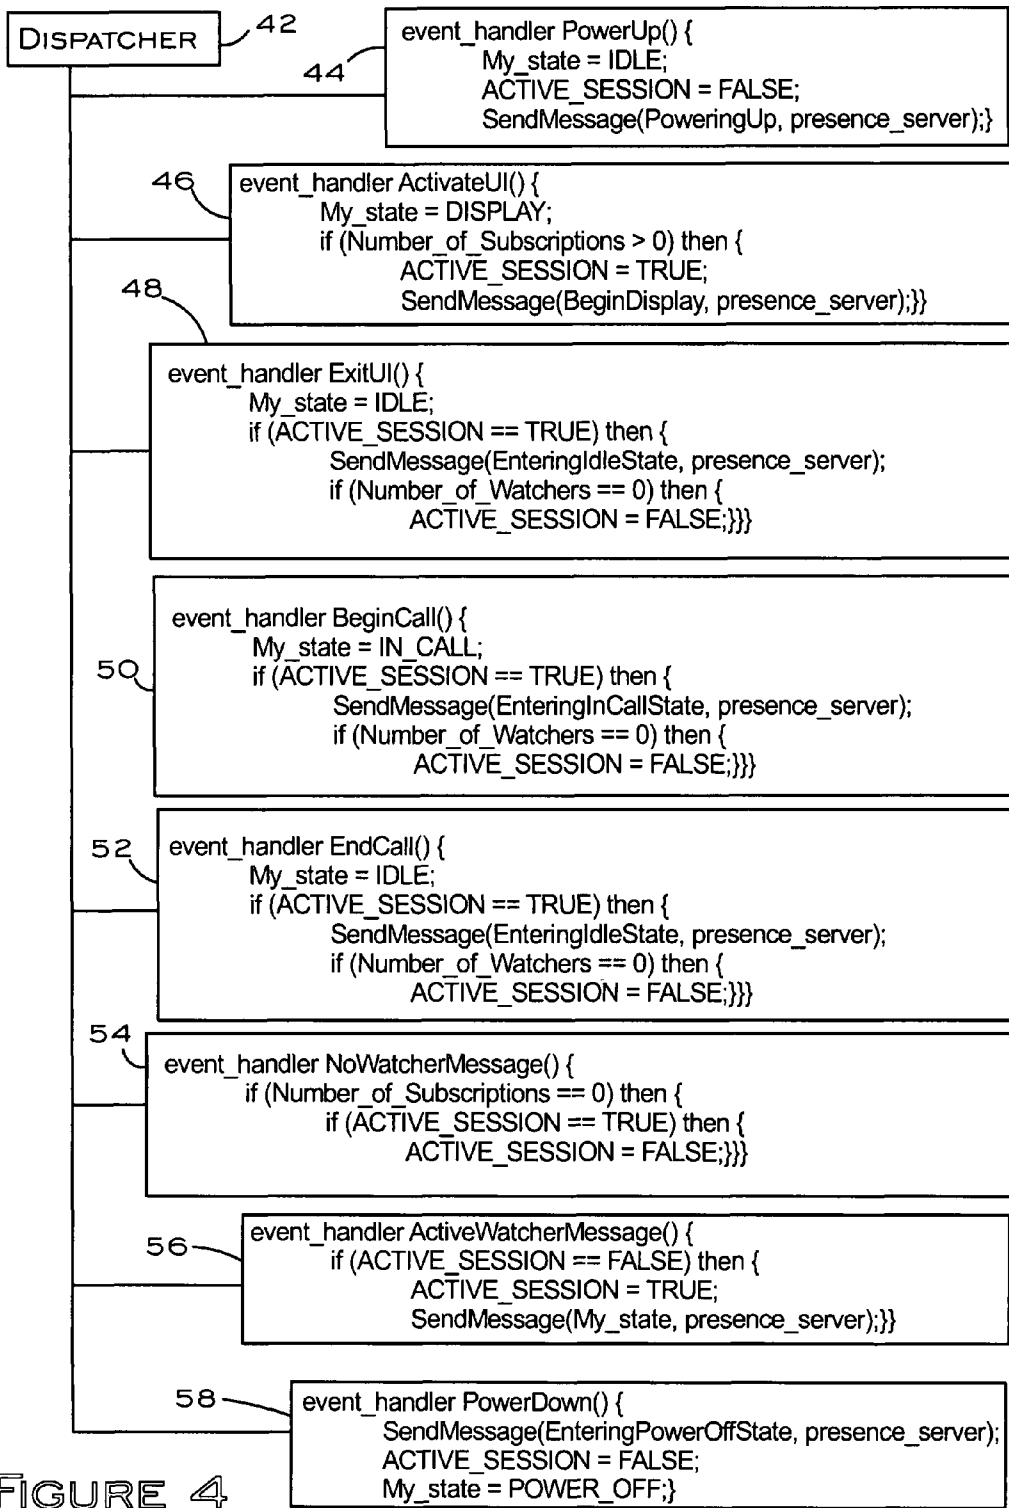 DISPATCHER 42
44
event_handler PowerUp() {
My_state = IDLE;
ACTIVE_SESSION = FALSE;
SendMessage(PoweringUp, presence_server);}
46
event_handler ActivateUI() {
My_state = DISPLAY;
if (Number_of_Subscriptions > 0) then {
ACTIVE_SESSION = TRUE;
SendMessage(BeginDisplay, presence_server);}}
48
event_handler ExitUI() {
My_state = IDLE;
if (ACTIVE_SESSION == TRUE) then {
SendMessage(EnteringIdleState, presence_server);
if (Number_of_Watchers == 0) then {
ACTIVE_SESSION = FALSE;}}}
50
event_handler BeginCall() {
My_state = IN_CALL;
if (ACTIVE_SESSION == TRUE) then {
SendMessage(EnteringInCallState, presence_server);
if (Number_of_Watchers == 0) then {
ACTIVE_SESSION = FALSE;}}}
52
event_handler EndCall() {
My_state = IDLE;
if (ACTIVE_SESSION == TRUE) then {
SendMessage(EnteringIdleState, presence_server);
if (Number_of_Watchers == 0) then {
ACTIVE_SESSION = FALSE;}}}
54
event_handler NoWatcherMessage() {
if (Number_of_Subscriptions == 0) then {
if (ACTIVE_SESSION == TRUE) then {
ACTIVE_SESSION = FALSE;}}}
56
event_handler ActiveWatcherMessage() {
if (ACTIVE_SESSION == FALSE) then {
ACTIVE_SESSION = TRUE;
SendMessage(My_state, presence_server);}}
58
event_handler PowerDown() {
SendMessage(EnteringPowerOffState, presence_server);
ACTIVE_SESSION = FALSE;
My_state = POWER_OFF;}
FIGURE 4